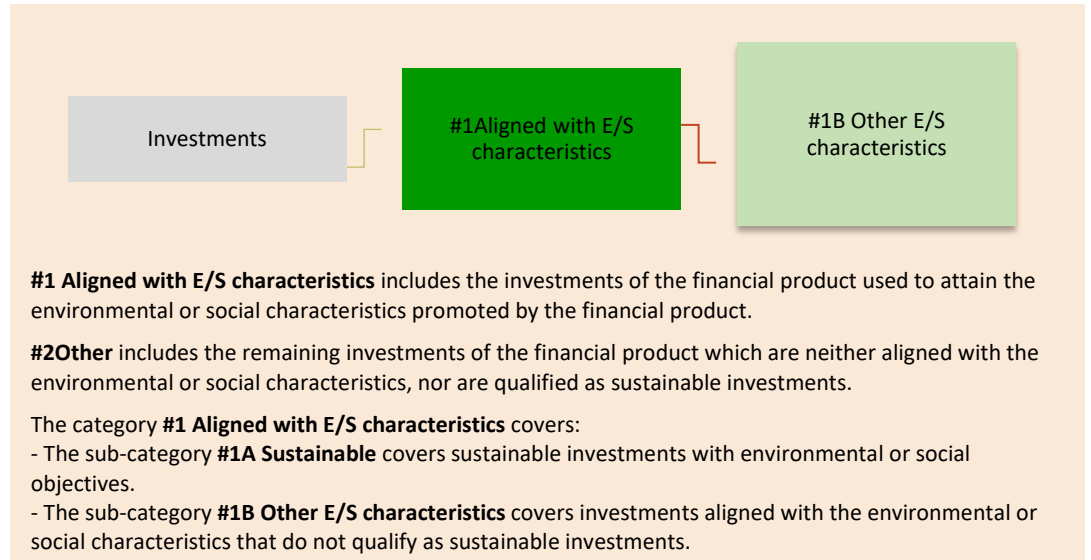 Investments
#1Aligned with E/S
characteristics
#1B Other E/S
characteristics
#1 Aligned with E/S characteristics includes the investments of the financial product used to attain the
environmental or social characteristics promoted by the financial product.
#2Other includes the remaining investments of the financial product which are neither aligned with the
environmental or social characteristics, nor are qualified as sustainable investments.
The category #1 Aligned with E/S characteristics covers:
- The sub-category #1A Sustainable covers sustainable investments with environmental or social
objectives.
- The sub-category #1B Other E/S characteristics covers investments aligned with the environmental or
social characteristics that do not qualify as sustainable investments.